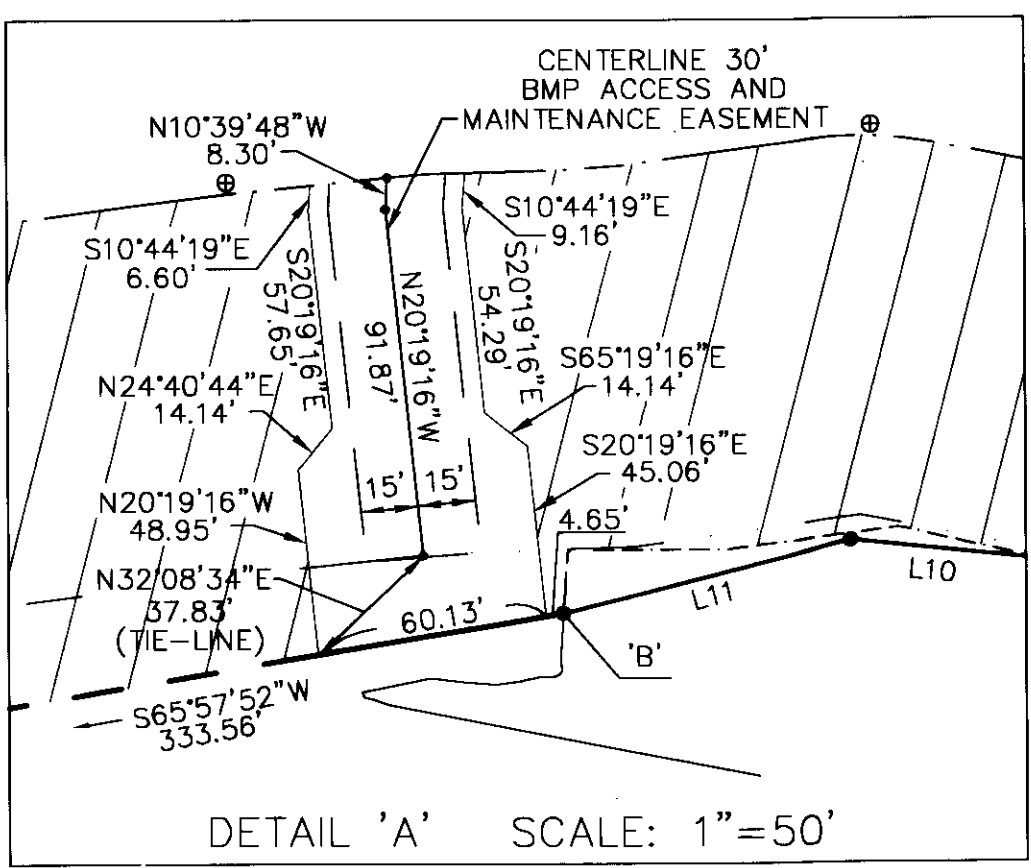 CENTERLINE 30'
BMP ACCESS AND
MAINTENANCE EASEMENT
N10°39'48"W
8.30'
S10°44'19"E
6.60'
S10°44'19"E
9.16'
S20°19'16"E
57.65'
N20°19'16"W
91.87'
S20°19'16"E
54.29'
S65°19'16"E
14.14'
N24°40'44"E
14.14'
S20°19'16"E
45.06'
15'
15'
N20°19'16"W
48.95'
4.65'
N32°08'34"E
37.83'
(TIE-LINE)
60.13'
L11
L10
'B'
S65°57'52"W
333.56'
DETAIL 'A' SCALE: 1"=50'